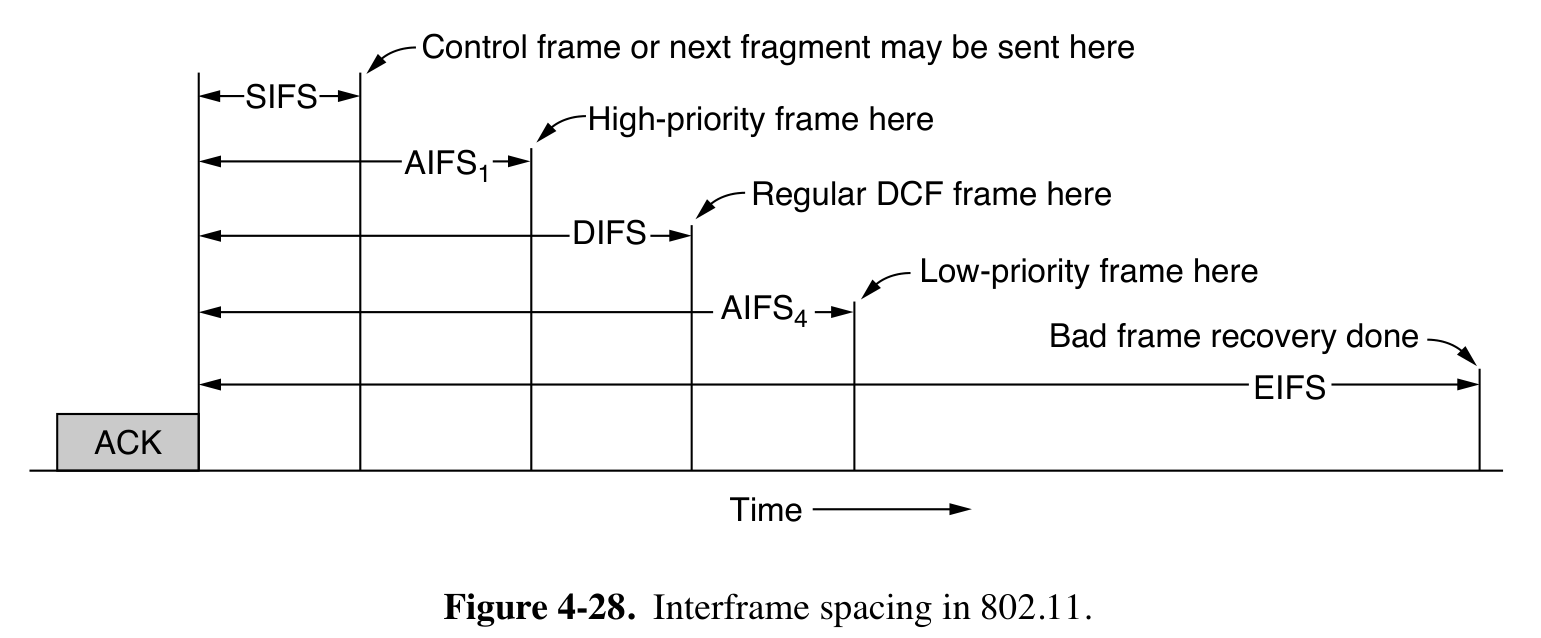 Control frame or next fragment may be sent here
SIFS
High-priority frame here
AIFS1
Regular DCF frame here
DIFS
Low-priority frame here
AIFS4
Bad frame recovery done
EIFS
ACK
Time
Figure 4-28. Interframe spacing in 802.11.